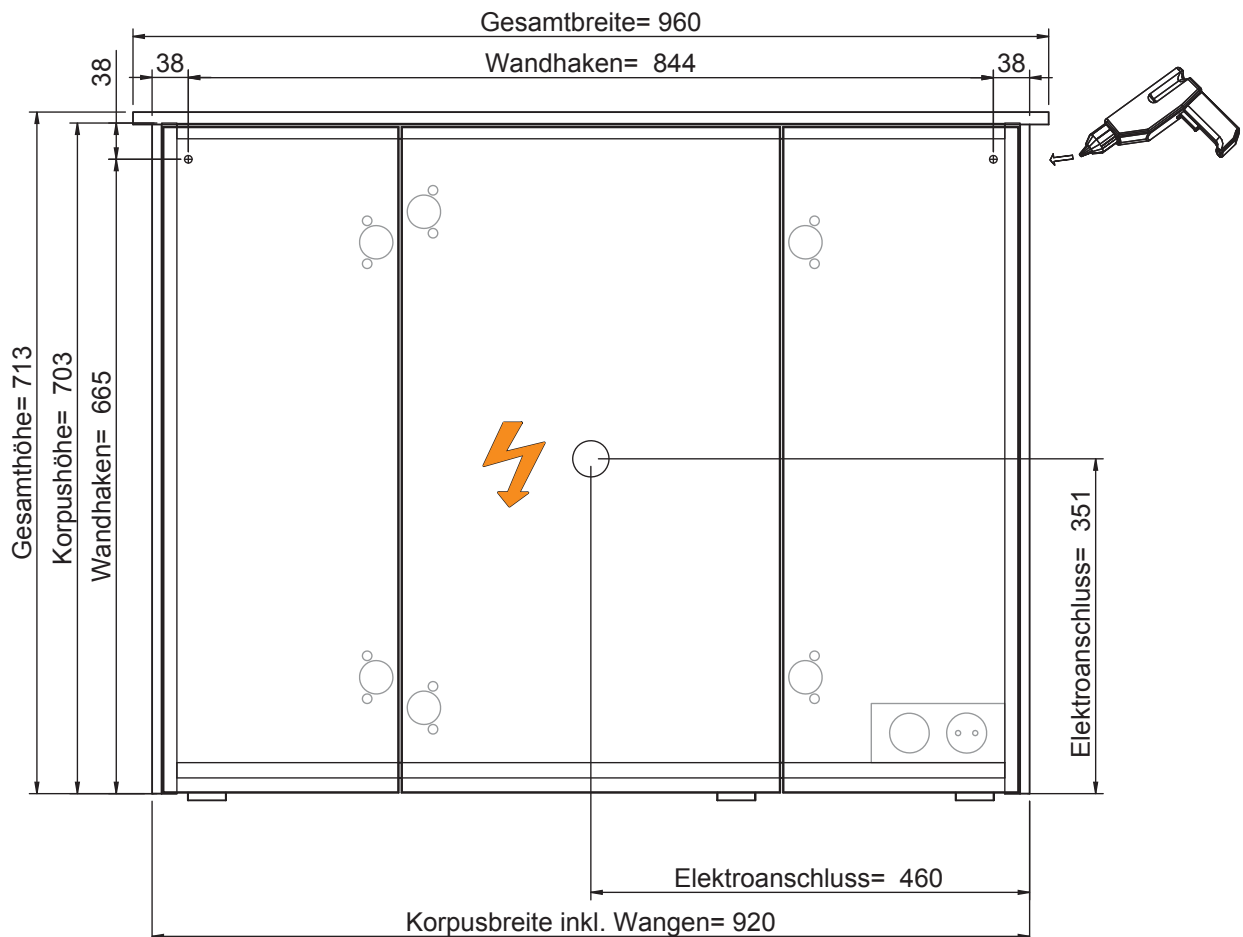 Gesamtbreite= 960
38
Wandhaken= 844
38
38
Gesamthöhe= 713
Korpushöhe= 703
Wandhaken= 665
Elektroanschluss= 351
Elektroanschluss= 460
Korpusbreite inkl. Wangen= 920